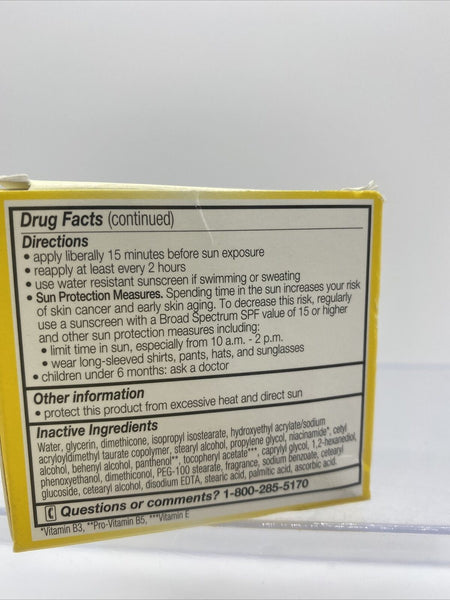 Drug Facts (continued)
Directions
• apply liberally 15 minutes before sun exposure
• reapply at least every 2 hours
• use water resistant sunscreen if swimming or sweating
• Sun Protection Measures. Spending time in the sun increases your risk
of skin cancer and early skin aging. To decrease this risk, regularly
use a sunscreen with a Broad Spectrum SPF value of 15 or higher
and other sun protection measures including:
• limit time in sun, especially from 10 a.m. - 2 p.m.
• wear long-sleeved shirts, pants, hats, and sunglasses
• children under 6 months: ask a doctor
Other information
• protect this product from excessive heat and direct sun
Inactive Ingredients
Water, glycerin, dimethicone, isopropyl isostearate, hydroxyethyl acrylate/sodium
acryloyldimethyl taurate copolymer, stearyl alcohol, propylene glycol, niacinamide*, cetyl
alcohol, behenyl alcohol, panthenol**, tocopheryl acetate***, caprylyl glycol, 1,2-hexanediol,
phenoxyethanol, dimethiconol, PEG-100 stearate, fragrance, sodium benzoate, cetearyl
glucoside, cetearyl alcohol, disodium EDTA, stearic acid, palmitic acid, ascorbic acid.
Questions or comments? 1-800-285-5170
*Vitamin B3, **Pro-Vitamin B5, ***Vitamin E